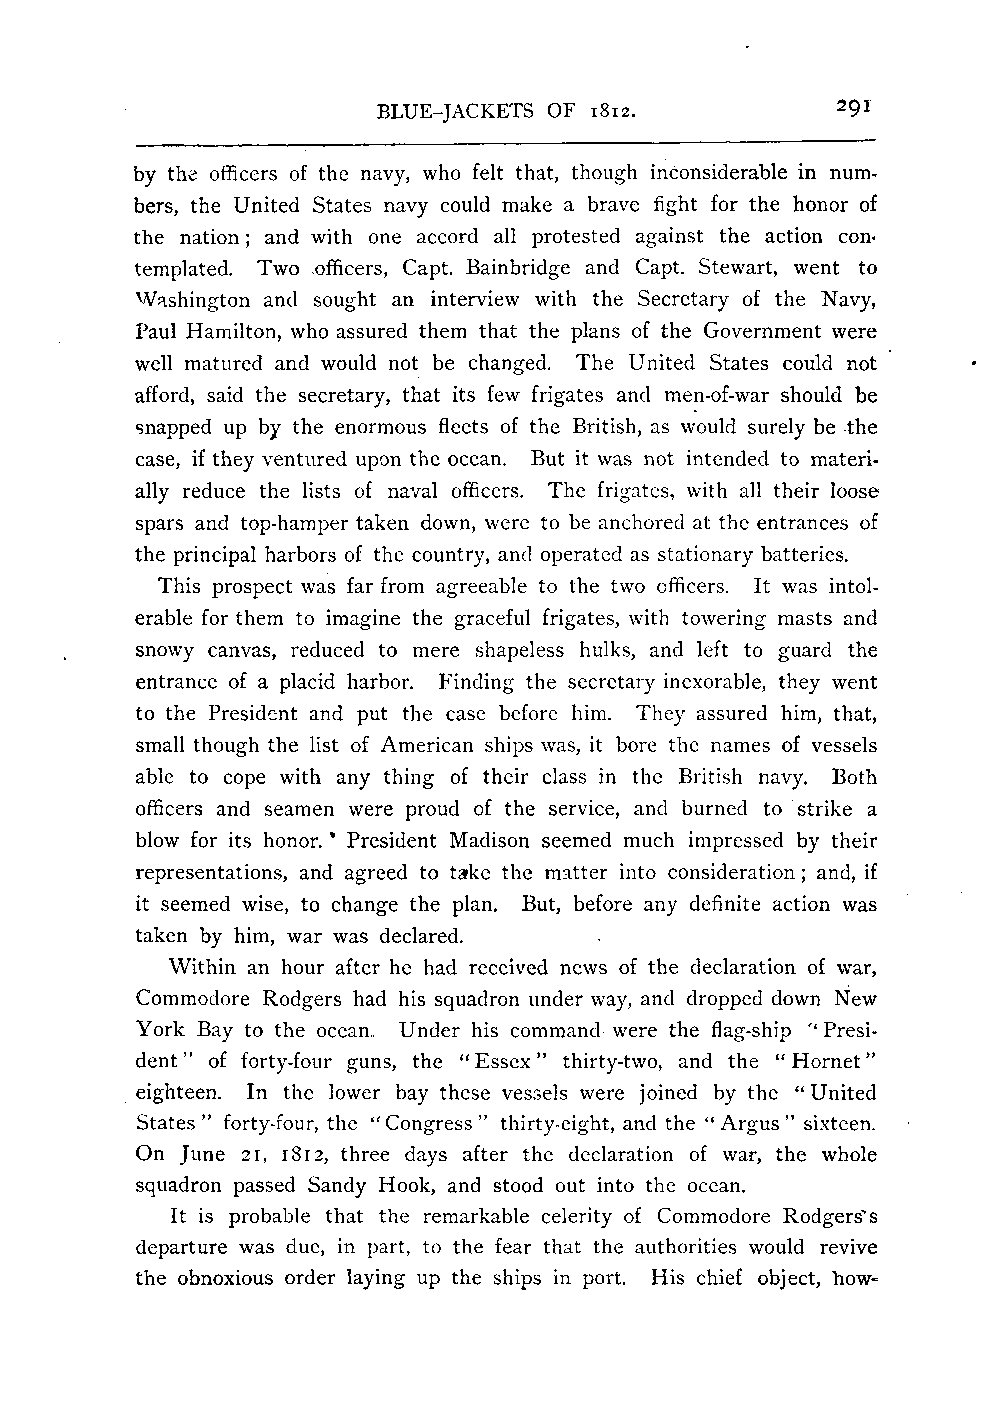 BLUE-JACKETS OF 1812. 291
by the officers of the navy, who felt that, though inconsiderable in num-
bers, the United States navy could make a brave fight for the honor of
the nation; and with one accord all protested against the action con-
templated. Two officers, Capt. Bainbridge and Capt. Stewart, went to
Washington and sought an interview with the Secretary of the Navy,
Paul Hamilton, who assured them that the plans of the Government were
well matured and would not be changed. The United States could not
afford, said the secretary, that its few frigates and men-of-war should be
snapped up by the enormous fleets of the British, as would surely be the
case, if they ventured upon the ocean. But it was not intended to materi-
ally reduce the lists of naval officers. The frigates, with all their loose
spars and top-hamper taken down, were to be anchored at the entrances of
the principal harbors of the country, and operated as stationary batteries.
This prospect was far from agreeable to the two officers. It was intol-
erable for them to imagine the graceful frigates, with towering masts and
snowy canvas, reduced to mere shapeless hulks, and left to guard the
entrance of a placid harbor. Finding the secretary inexorable, they went
to the President and put the case before him. They assured him, that,
small though the list of American ships was, it bore the names of vessels
able to cope with any thing of their class in the British navy. Both
officers and seamen were proud of the service, and burned to strike a
blow for its honor. President Madison seemed much impressed by their
representations, and agreed to take the matter into consideration; and, if
it seemed wise, to change the plan. But, before any definite action was
taken by him, war was declared.
Within an hour after he had received news of the declaration of war,
Commodore Rodgers had his squadron under way, and dropped down New
York Bay to the ocean. Under his command were the flag-ship "Presi-
dent" of forty-four guns, the "Essex" thirty-two, and the "Hornet"
eighteen. In the lower bay these vessels were joined by the "United
States" forty-four, the "Congress" thirty-eight, and the "Argus" sixteen.
On June 21, 1812, three days after the declaration of war, the whole
squadron passed Sandy Hook, and stood out into the ocean.
It is probable that the remarkable celerity of Commodore Rodgers's
departure was due, in part, to the fear that the authorities would revive
the obnoxious order laying up the ships in port. His chief object, how-